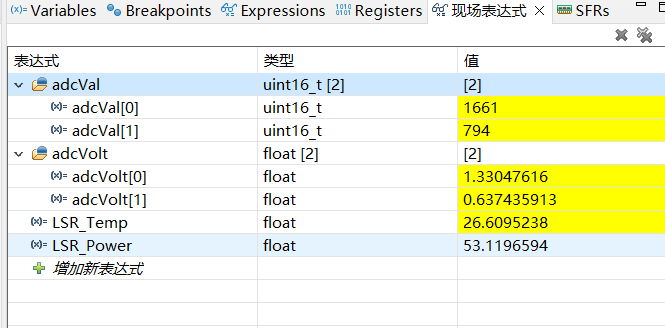 Variables Breakpoints Expressions Registers 现场表达式 SFRs
表达式 类型 值
adcVal uint16_t [2] [2]
adcVal[0] uint16_t 1661
adcVal[1] uint16_t 794
adcVolt float [2] [2]
adcVolt[0] float 1.33047616
adcVolt[1] float 0.637435913
LSR_Temp float 26.6095238
LSR_Power float 53.1196594
增加新表达式